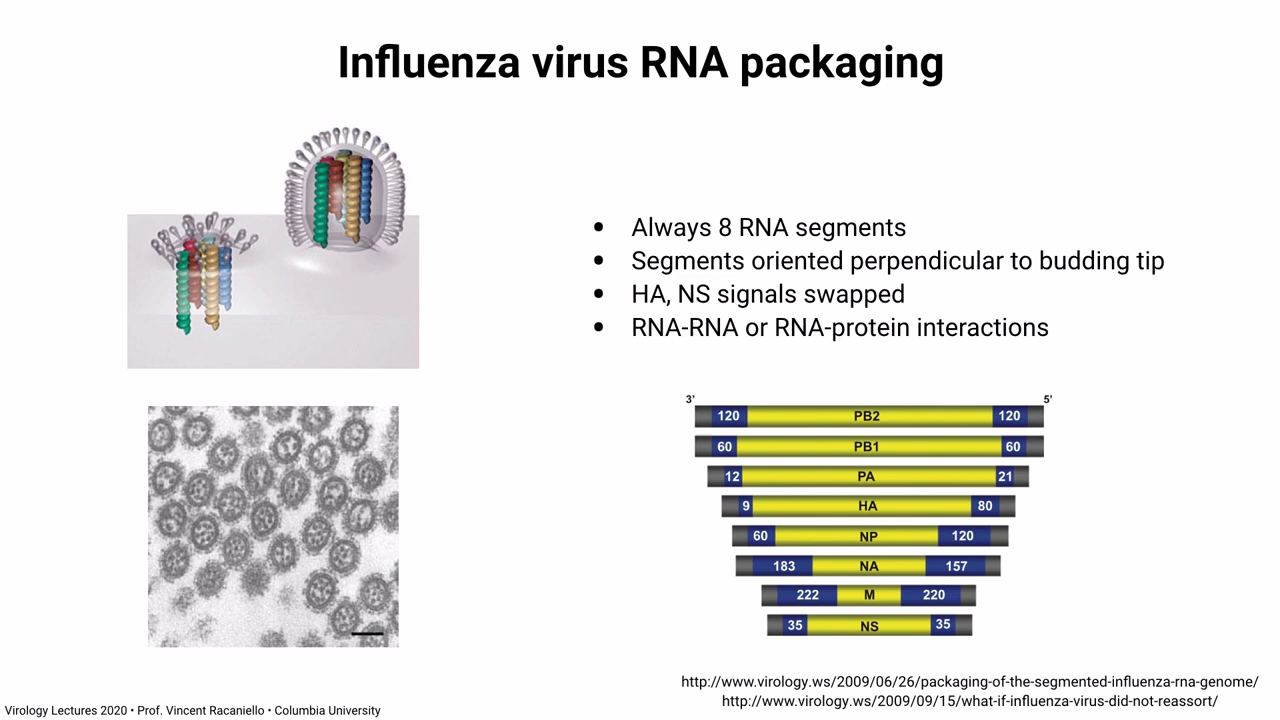 Influenza virus RNA packaging
• Always 8 RNA segments
• Segments oriented perpendicular to budding tip
• HA, NS signals swapped
• RNA-RNA or RNA-protein interactions
3’ 5’
120 PB2 120
60 PB1 60
12 PA 21
9 HA 80
60 NP 120
183 NA 157
222 M 220
35 NS 35
http://www.virology.ws/2009/06/26/packaging-of-the-segmented-influenza-rna-genome/
http://www.virology.ws/2009/09/15/what-if-influenza-virus-did-not-reassort/
Virology Lectures 2020 • Prof. Vincent Racaniello • Columbia University